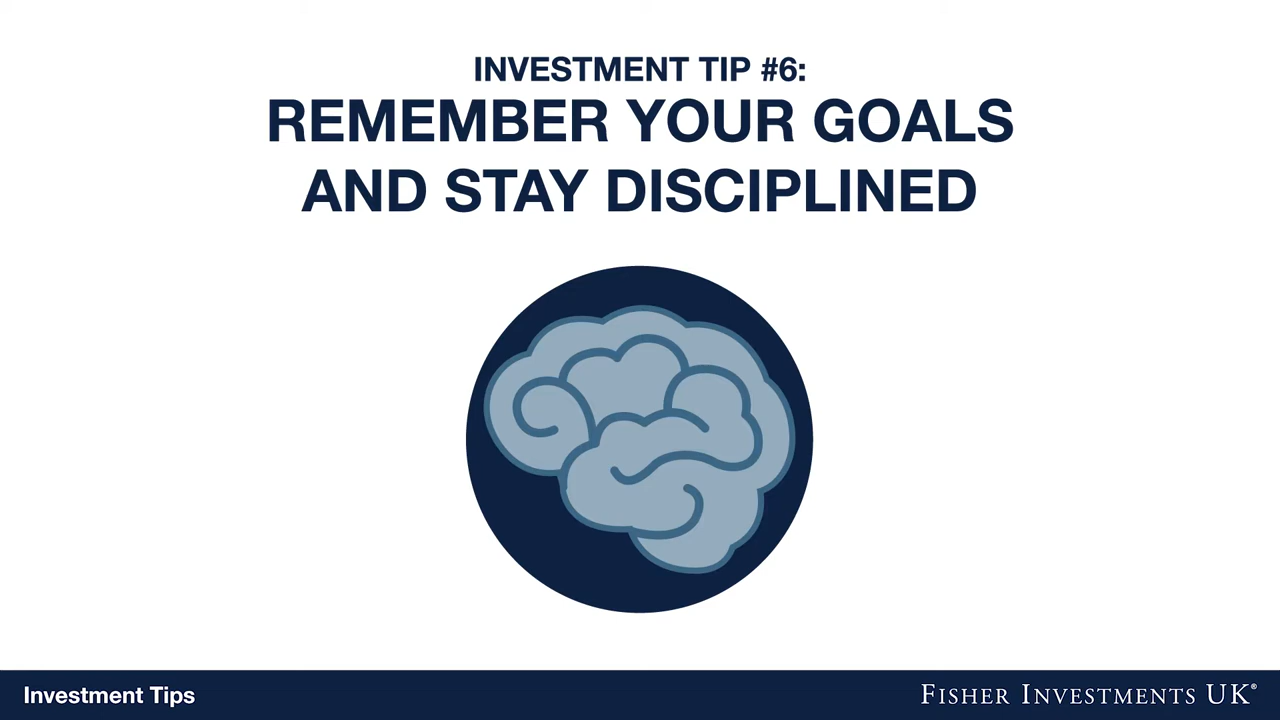 INVESTMENT TIP #6:
REMEMBER YOUR GOALS
AND STAY DISCIPLINED
Investment Tips
FISHER INVESTMENTS UK®